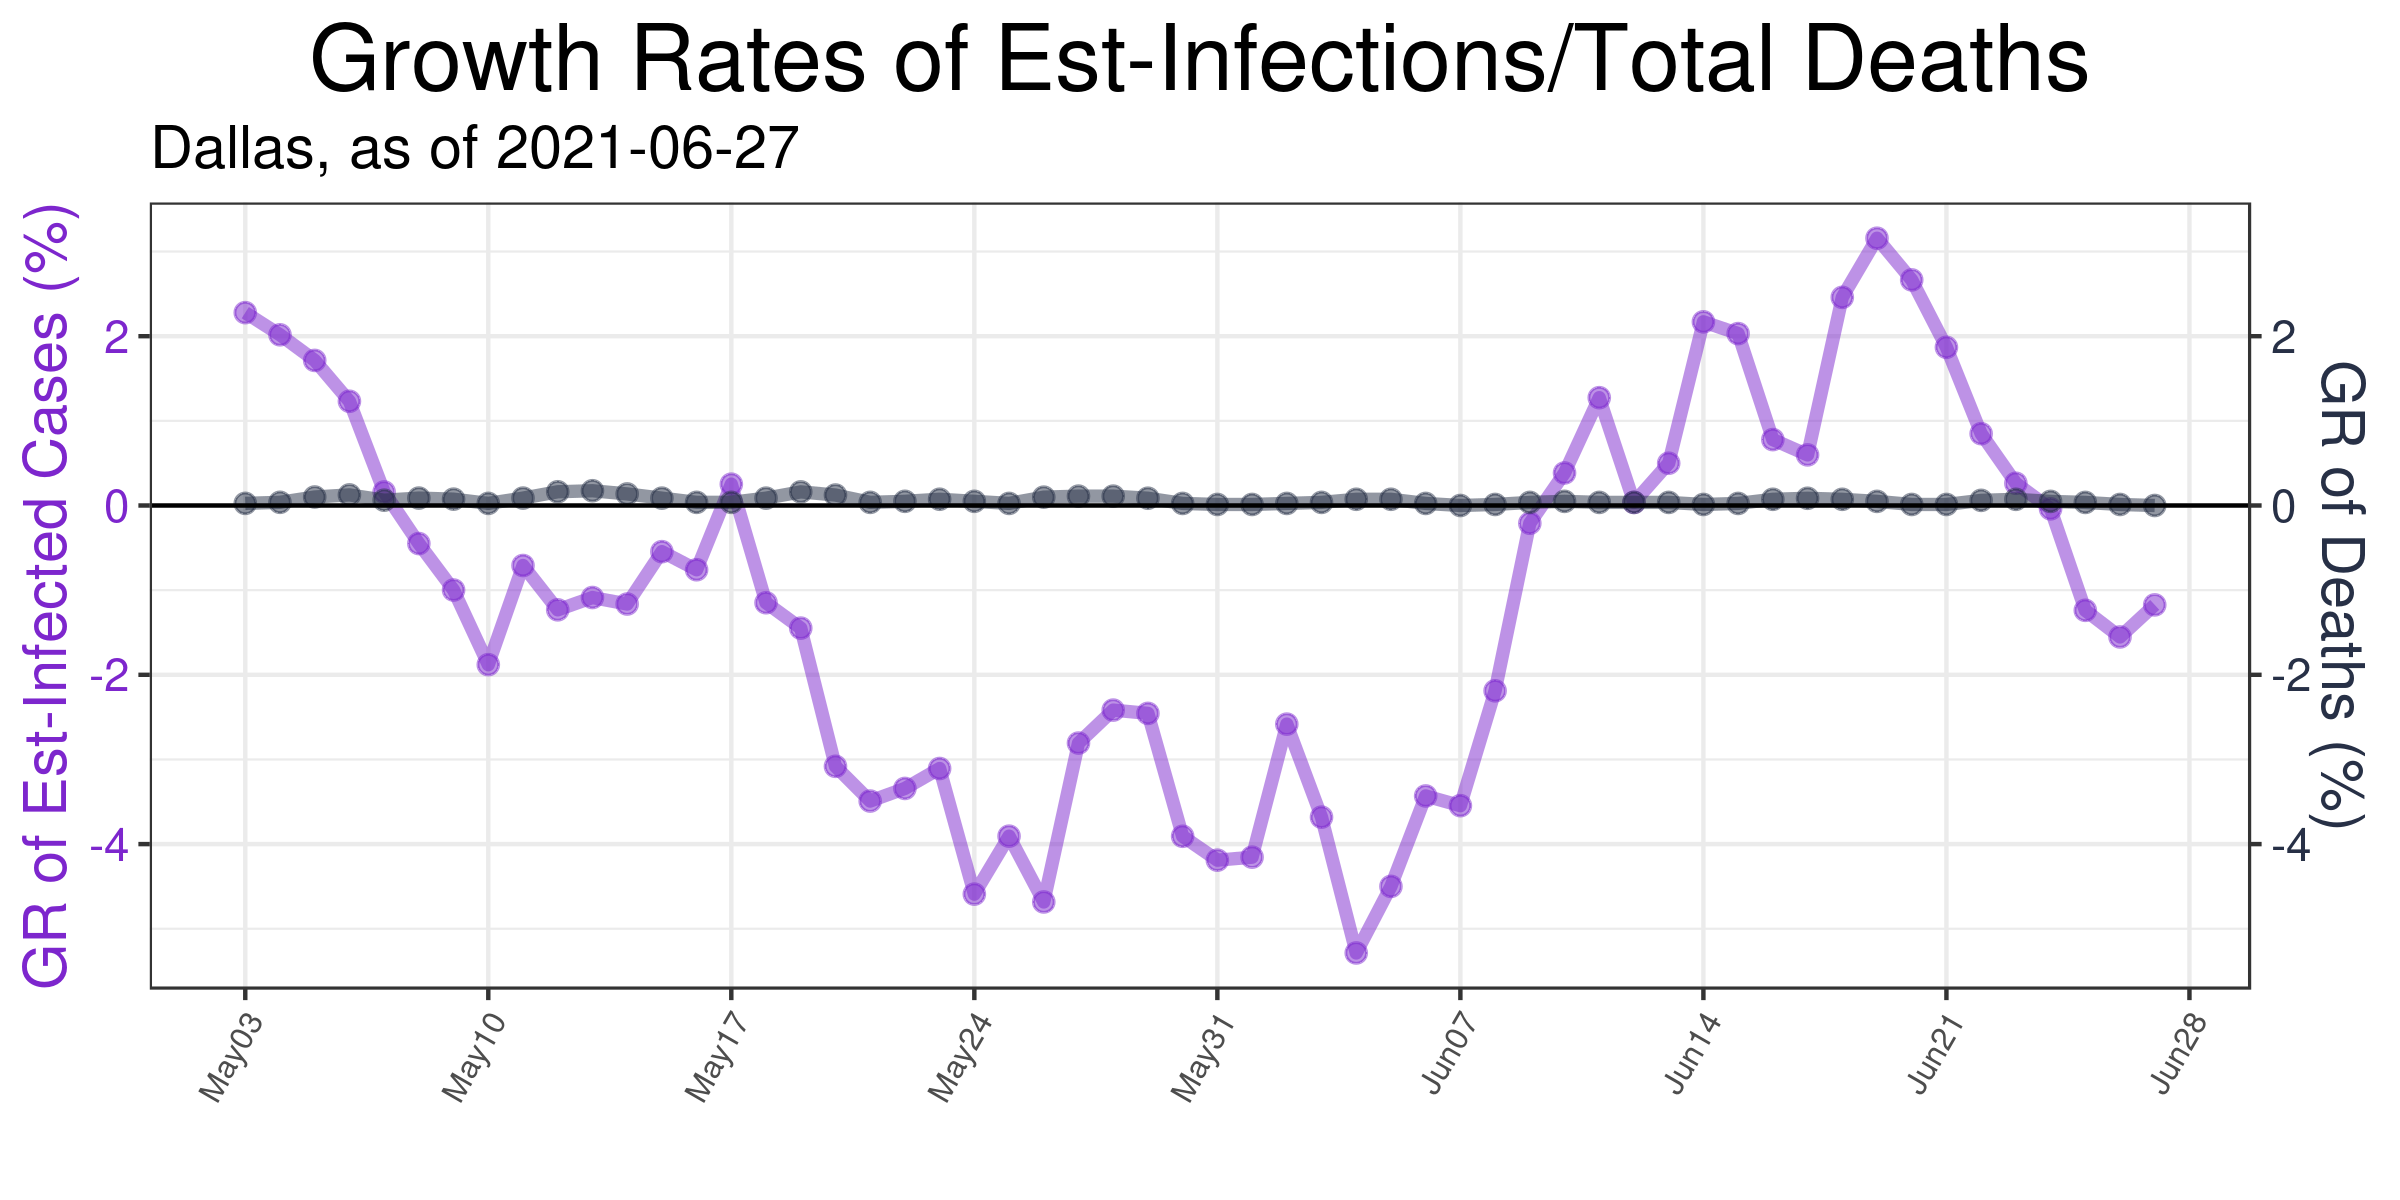 Growth Rates of Est-Infections/Total Deaths
Dallas, as of 2021-06-27
GR of Est-Infected Cases (%)
2
0
-2
-4
2
0
-2
-4
GR of Deaths (%)
May03
May10
May17
May24
May31
Jun07
Jun14
Jun21
Jun28